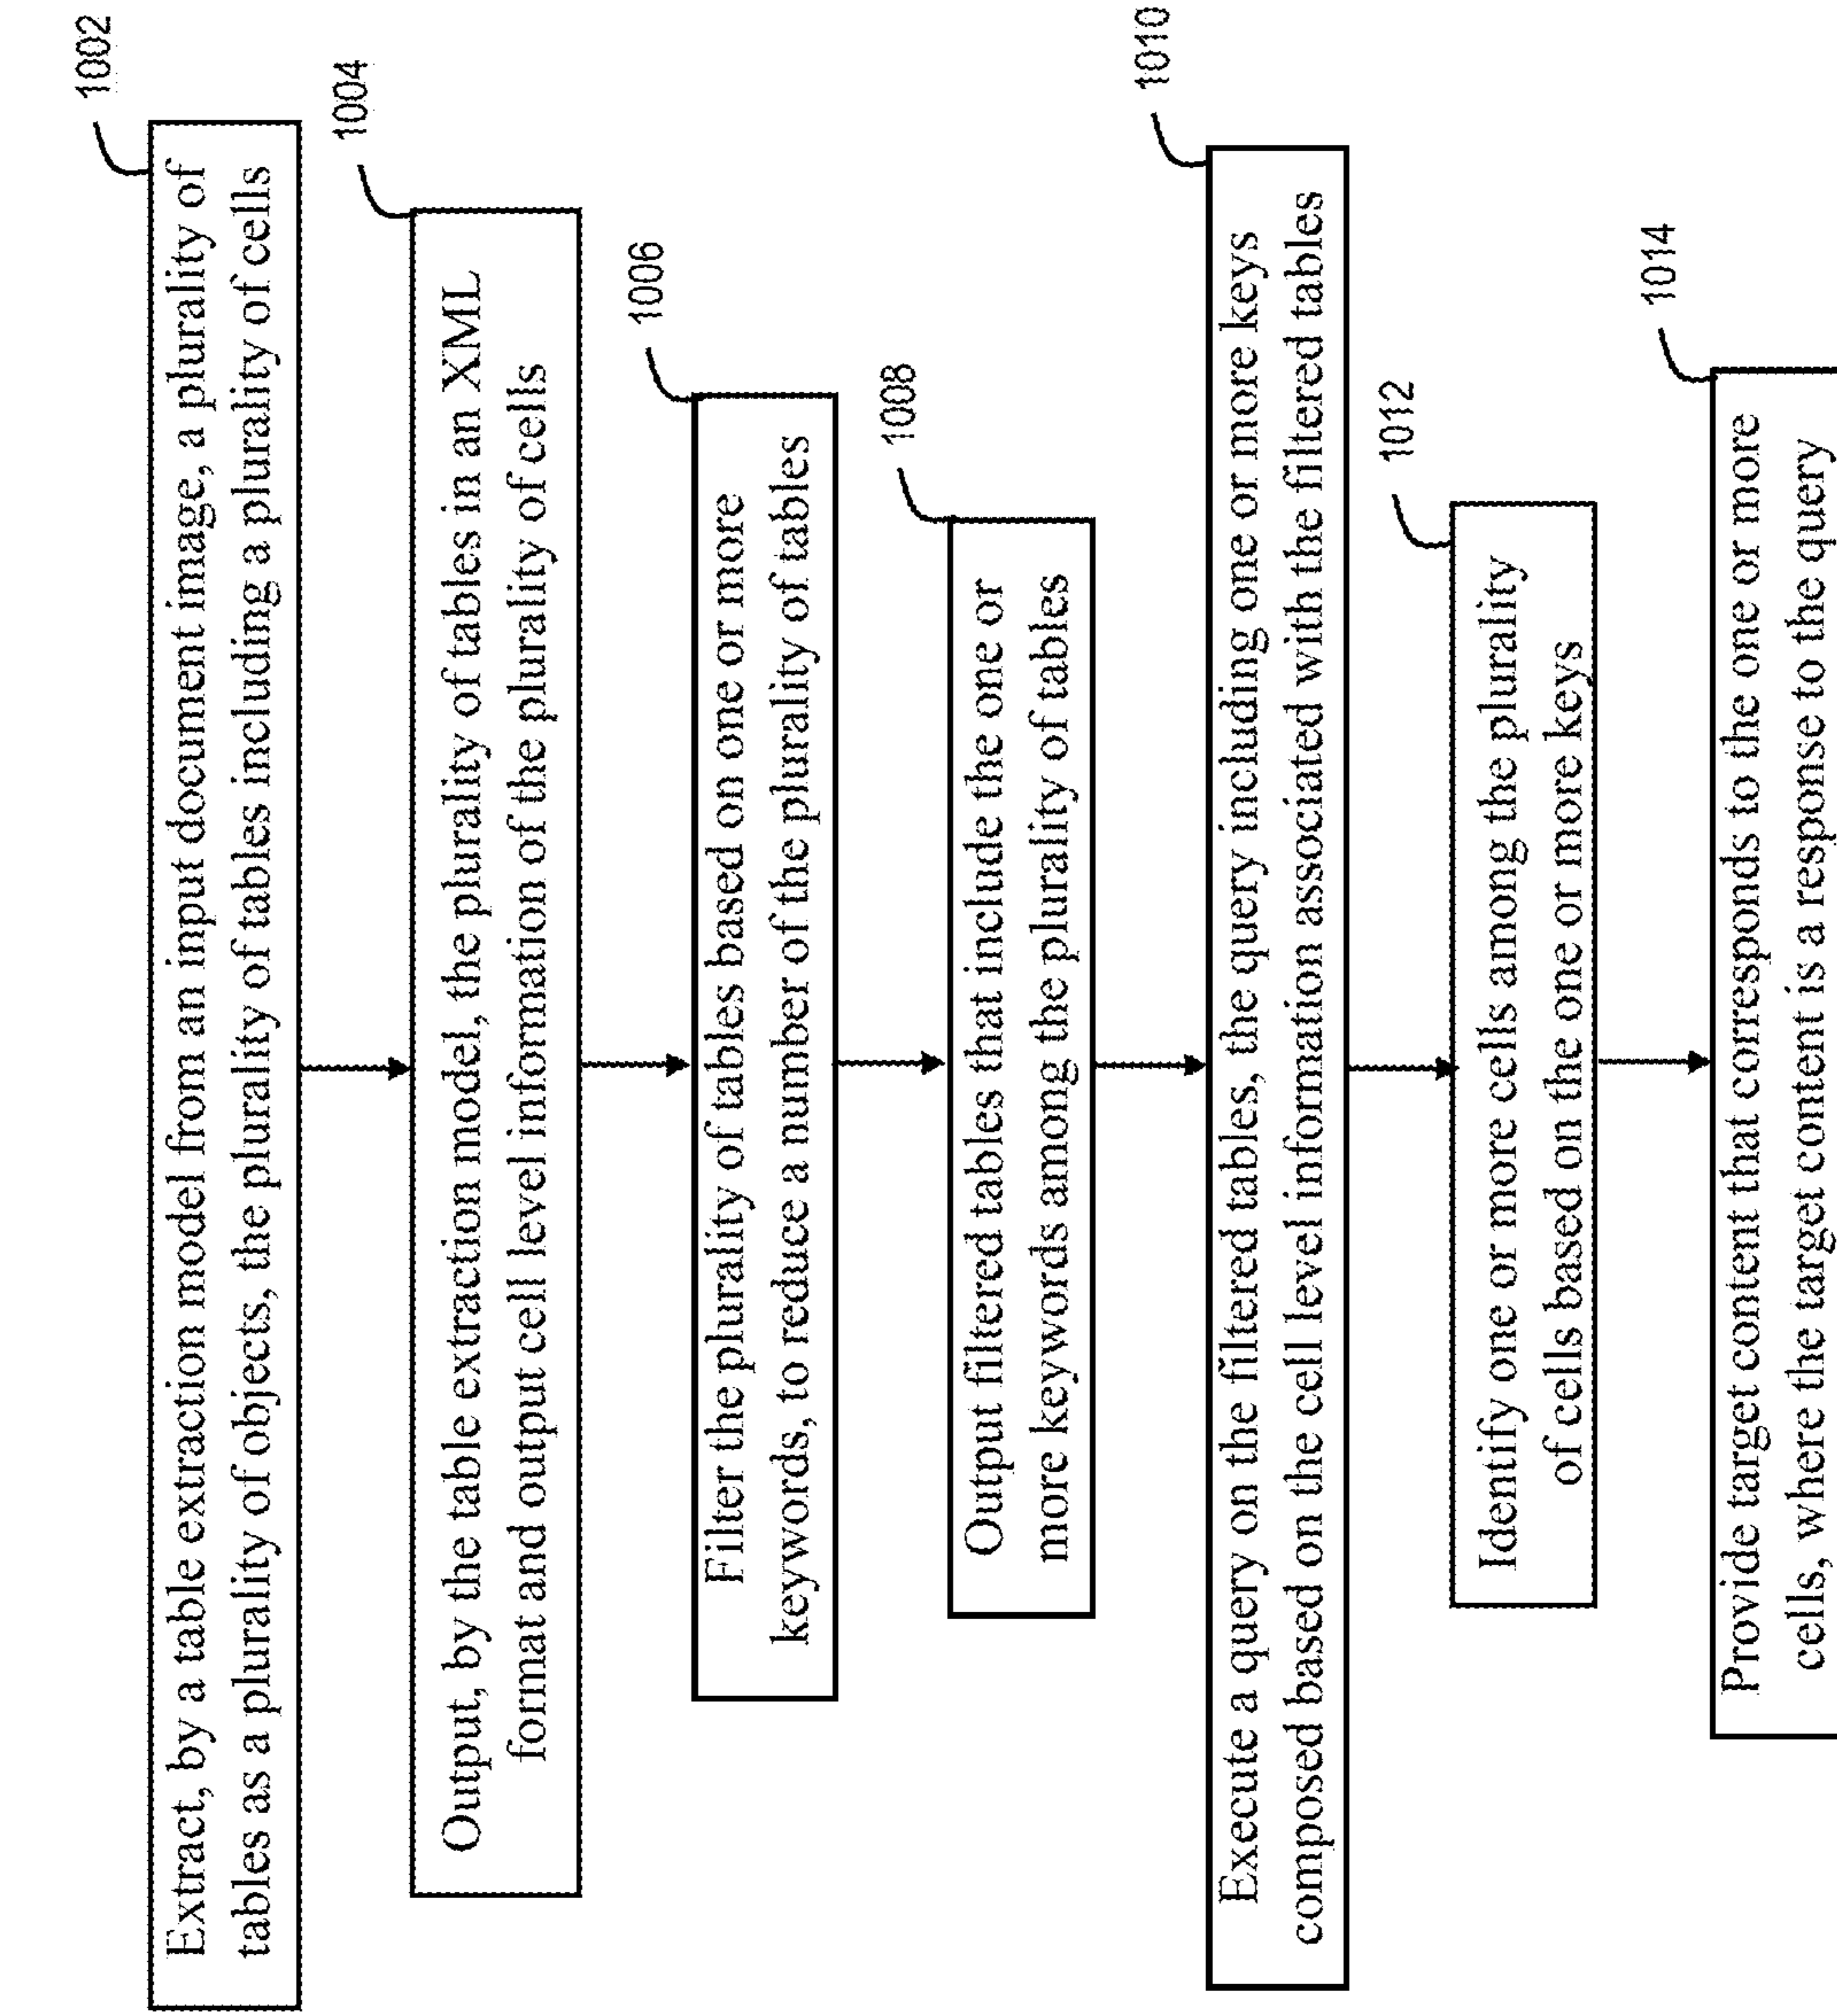 1002
Extract, by a table extraction model from an input document image, a plurality of
tables as a plurality of objects, the plurality of tables including a plurality of cells
1004
Output, by the table extraction model, the plurality of tables in an XML
format and output cell level information of the plurality of cells
1006
Filter the plurality of tables based on one or more
keywords, to reduce a number of the plurality of tables
1008
Output filtered tables that include the one or
more keywords among the plurality of tables
1010
Execute a query on the filtered tables, the query including one or more keys
composed based on the cell level information associated with the filtered tables
1012
Identify one or more cells among the plurality
of cells based on the one or more keys
1014
Provide target content that corresponds to the one or more
cells, where the target content is a response to the query